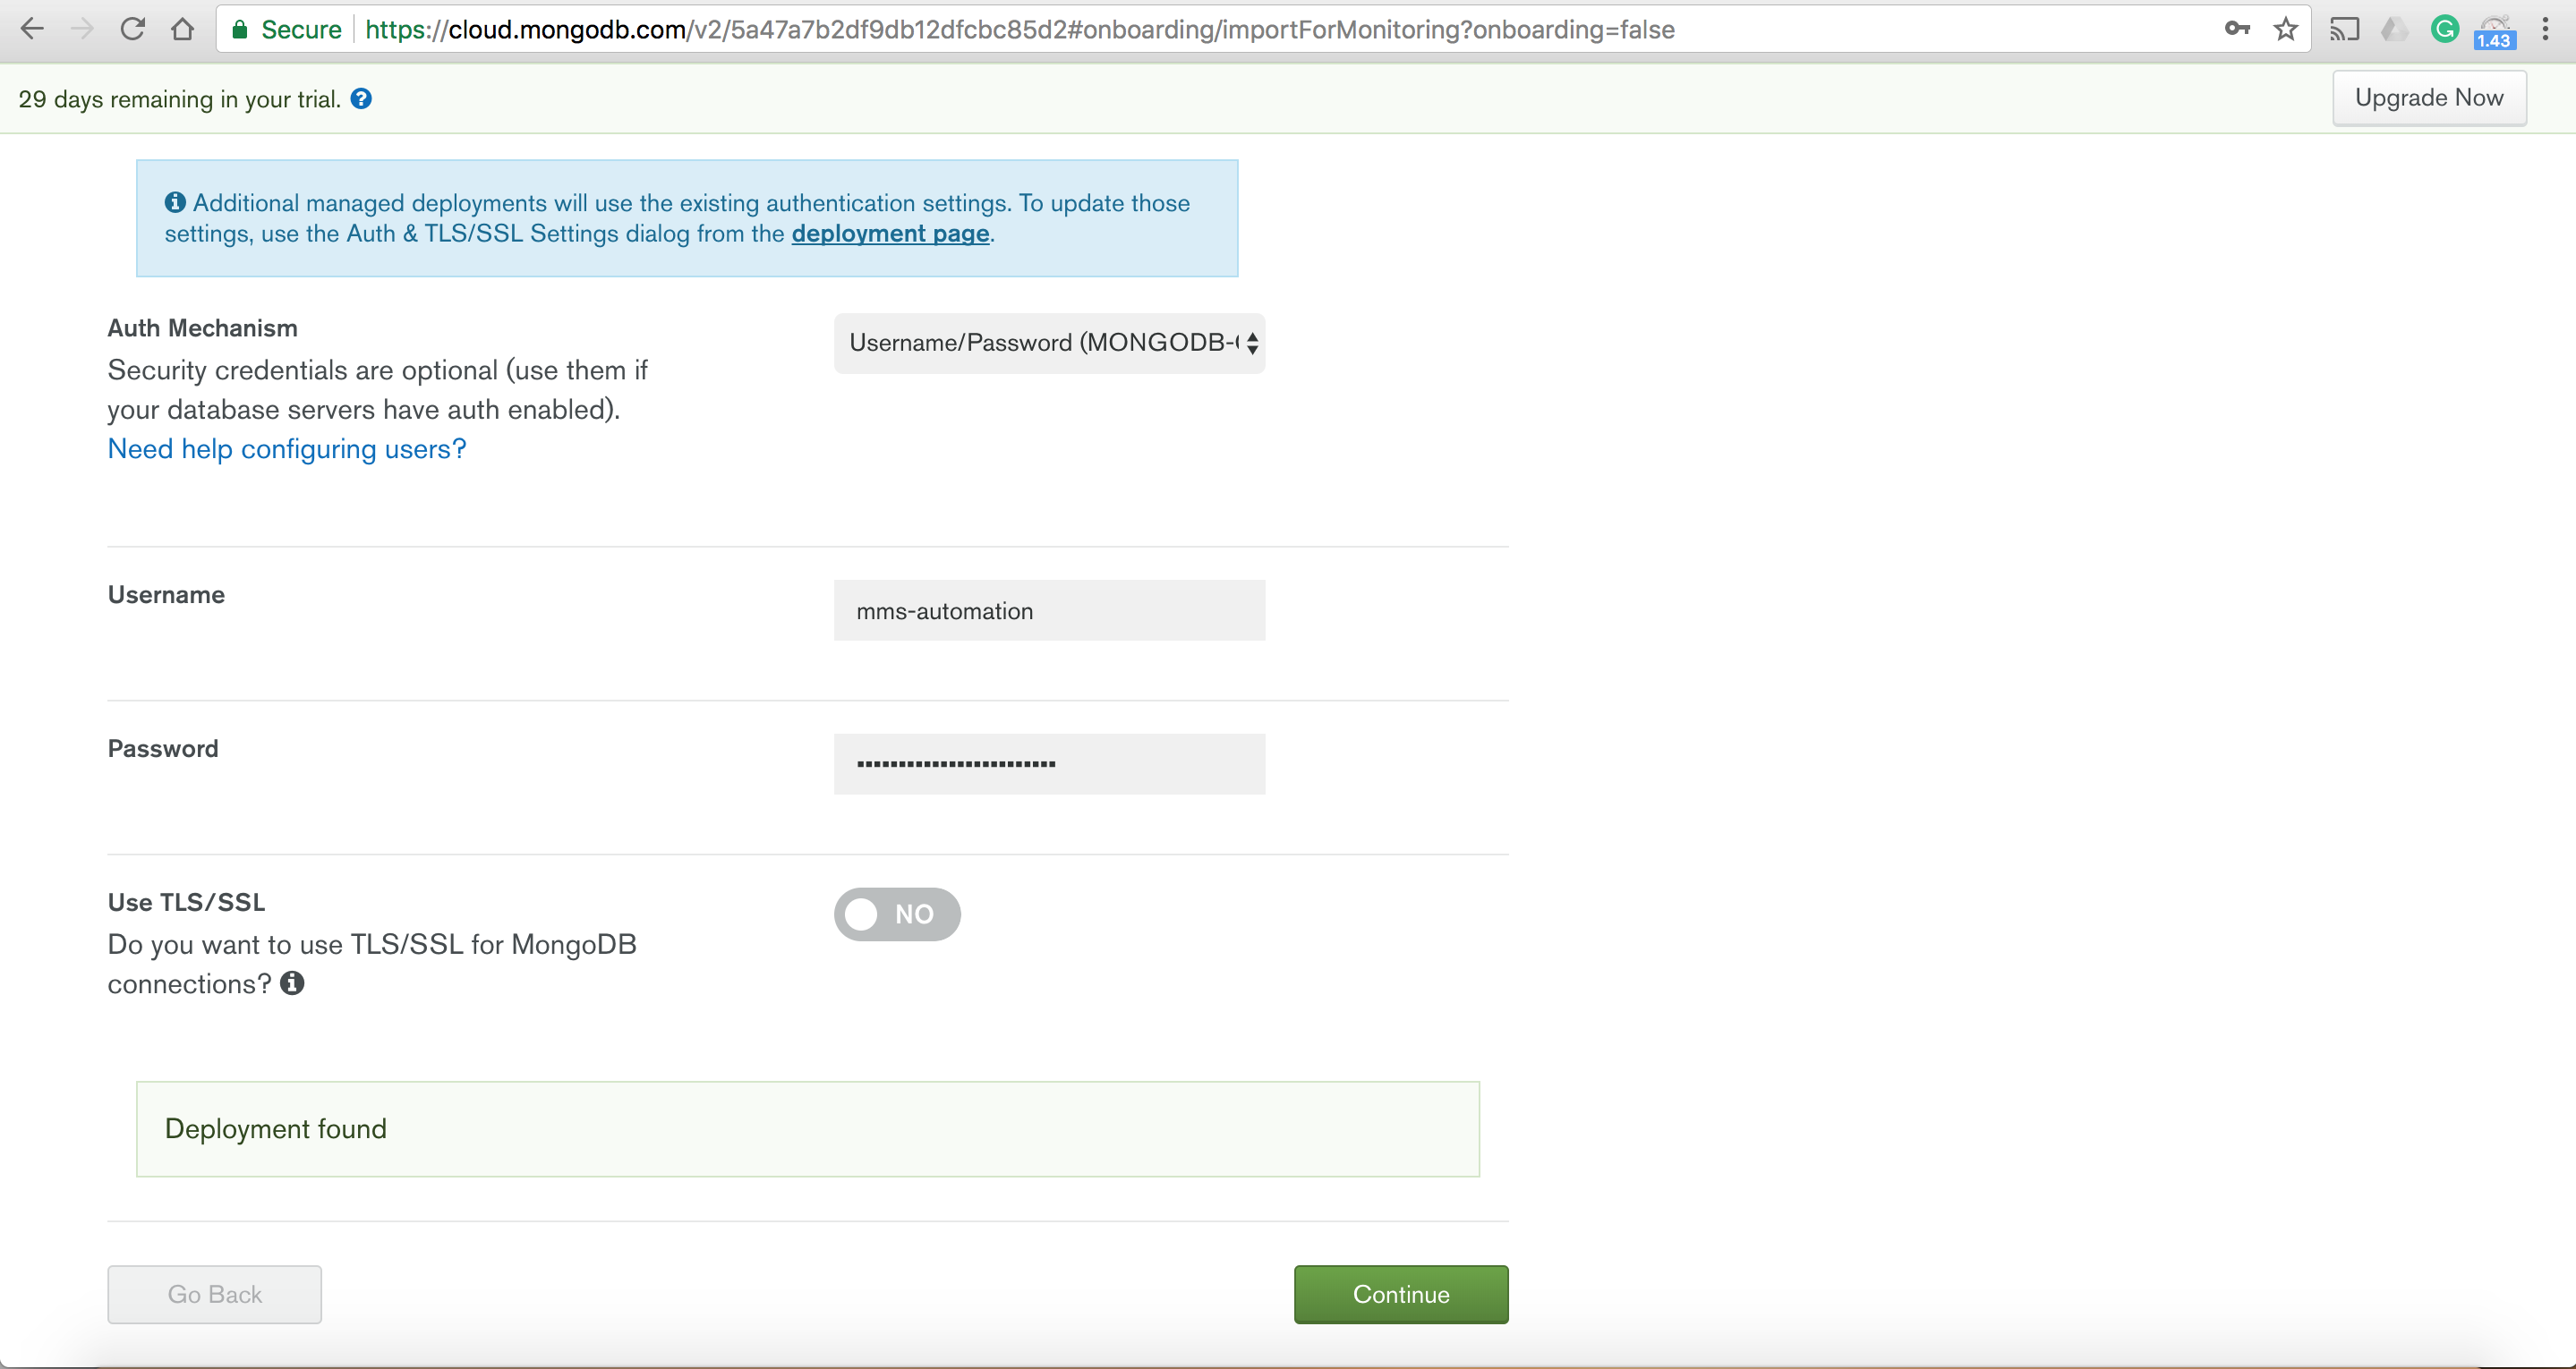 Secure https://cloud.mongodb.com/v2/5a47a7b2df9db12dfcbc85d2#onboarding/importForMonitoring?onboarding=false
1.43
29 days remaining in your trial.
Upgrade Now
Additional managed deployments will use the existing authentication settings. To update those
settings, use the Auth & TLS/SSL Settings dialog from the deployment page.
Auth Mechanism
Username/Password (MONGODB-
Security credentials are optional (use them if
your database servers have auth enabled).
Need help configuring users?
Username
mms-automation
Password
Use TLS/SSL
NO
Do you want to use TLS/SSL for MongoDB
connections?
Deployment found
Go Back
Continue